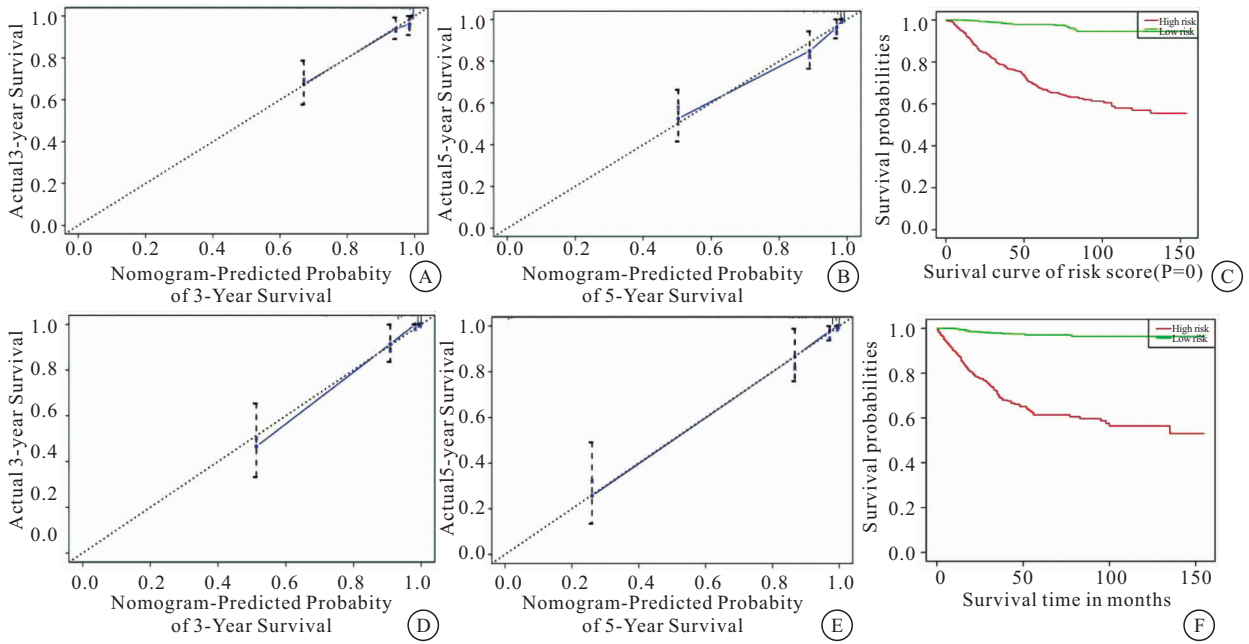 Actual3-year Survival
1.0
0.8
0.6
0.4
0.2
0.0
0.0 0.2 0.4 0.6 0.8 1.0
Nomogram-Predicted Probabity
of 3-Year Survival
A
Actual5-year Survival
1.0
0.8
0.6
0.4
0.2
0.0
0.0 0.2 0.4 0.6 0.8 1.0
Nomogram-Predicted Probabity
of 5-Year Survival
B
Survival probabilities
1.0
0.8
0.6
0.4
0.2
0.0
High risk
Low risk
0 50 100 150
Surival curve of risk score(P=0)
C
Actual 3-year Survival
1.0
0.8
0.6
0.4
0.2
0.0
0.0 0.2 0.4 0.6 0.8 1.0
Nomogram-Predicted Probabity
of 3-Year Survival
D
Actual5-year Survival
1.0
0.8
0.6
0.4
0.2
0.0
0.0 0.2 0.4 0.6 0.8 1.0
Nomogram-Predicted Probabity
of 5-Year Survival
E
Survival probabilities
1.0
0.8
0.6
0.4
0.2
0.0
High risk
Low risk
0 50 100 150
Survival time in months
F